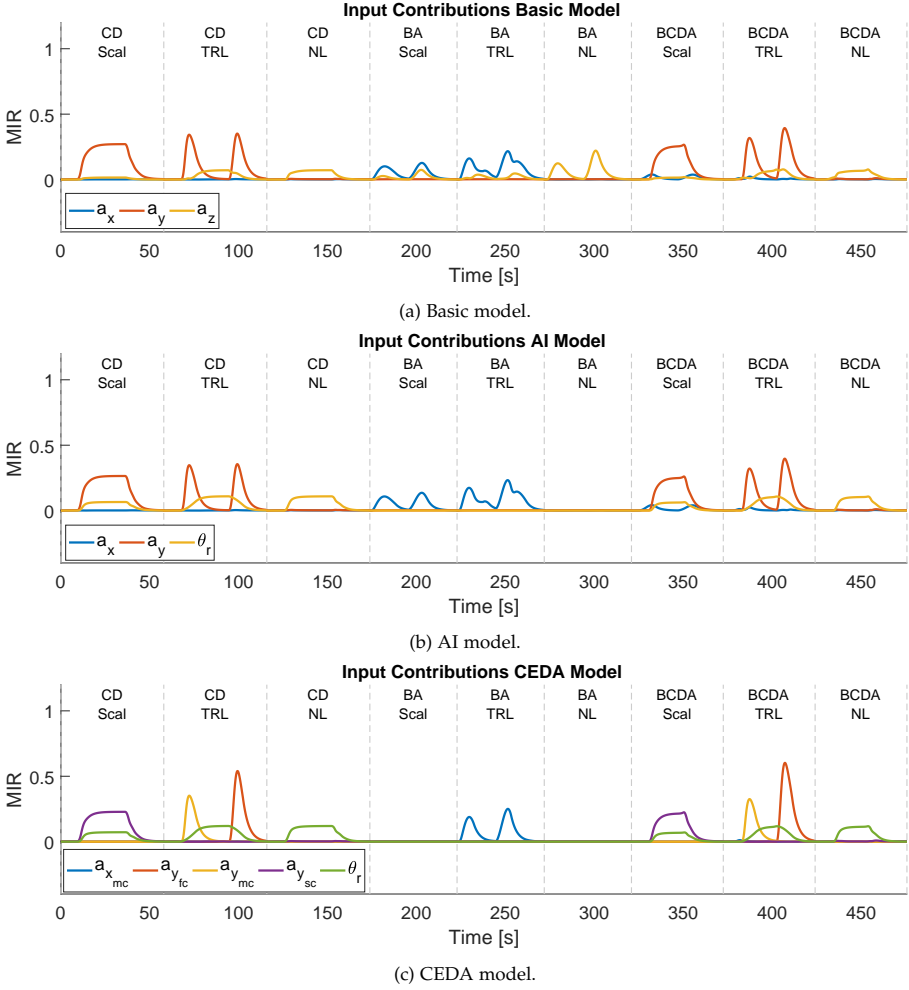 Input Contributions Basic Model
CD CD CD BA BA BA BCDA BCDA BCDA
Scal TRL NL Scal TRL NL Scal TRL NL
1
0.5
0
MIR
a_x a_y a_z
0 50 100 150 200 250 300 350 400 450
Time [s]
(a) Basic model.
Input Contributions AI Model
CD CD CD BA BA BA BCDA BCDA BCDA
Scal TRL NL Scal TRL NL Scal TRL NL
1
0.5
0
MIR
a_x a_y θ_r
0 50 100 150 200 250 300 350 400 450
Time [s]
(b) AI model.
Input Contributions CEDA Model
CD CD CD BA BA BA BCDA BCDA BCDA
Scal TRL NL Scal TRL NL Scal TRL NL
1
0.5
0
MIR
a_x_mc a_y_fc a_y_mc a_y_sc θ_r
0 50 100 150 200 250 300 350 400 450
Time [s]
(c) CEDA model.